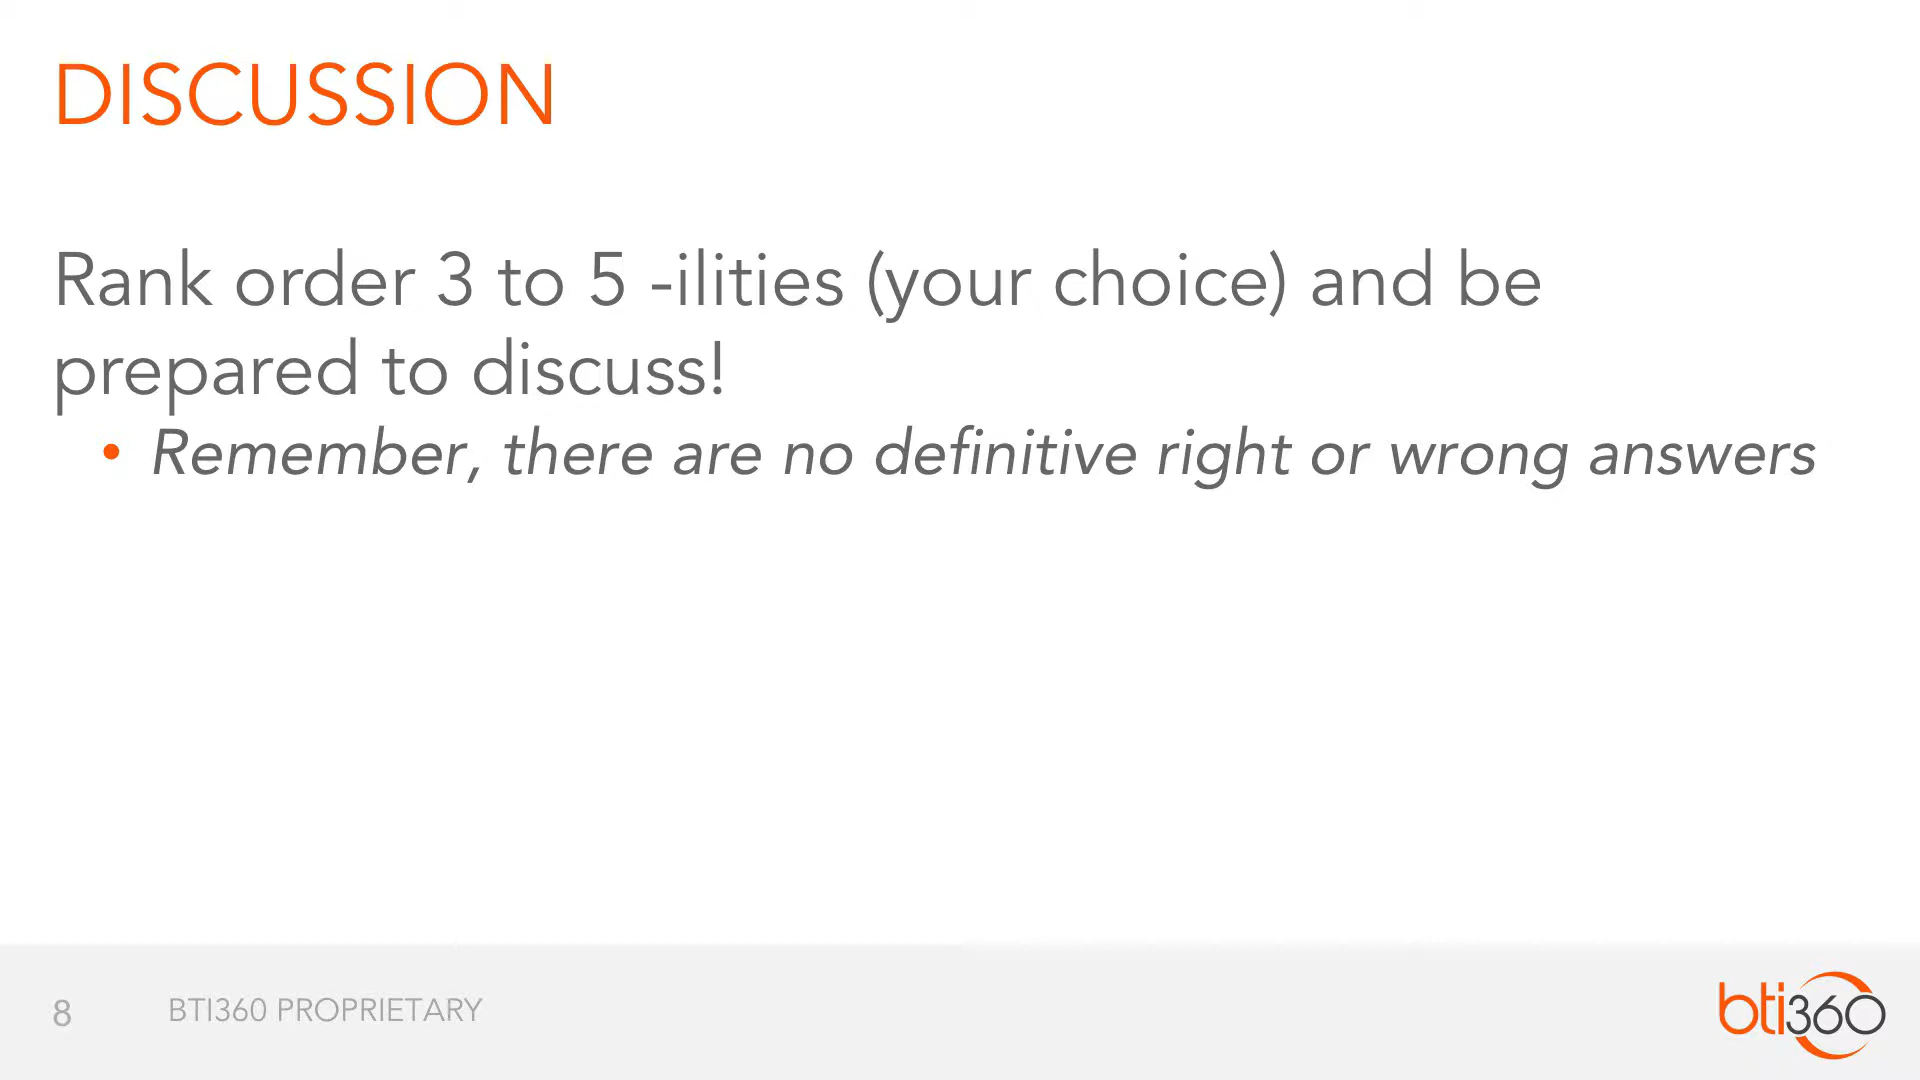 DISCUSSION
Rank order 3 to 5 -ilities (your choice) and be
prepared to discuss!
• Remember, there are no definitive right or wrong answers
8 BTI360 PROPRIETARY
bti360